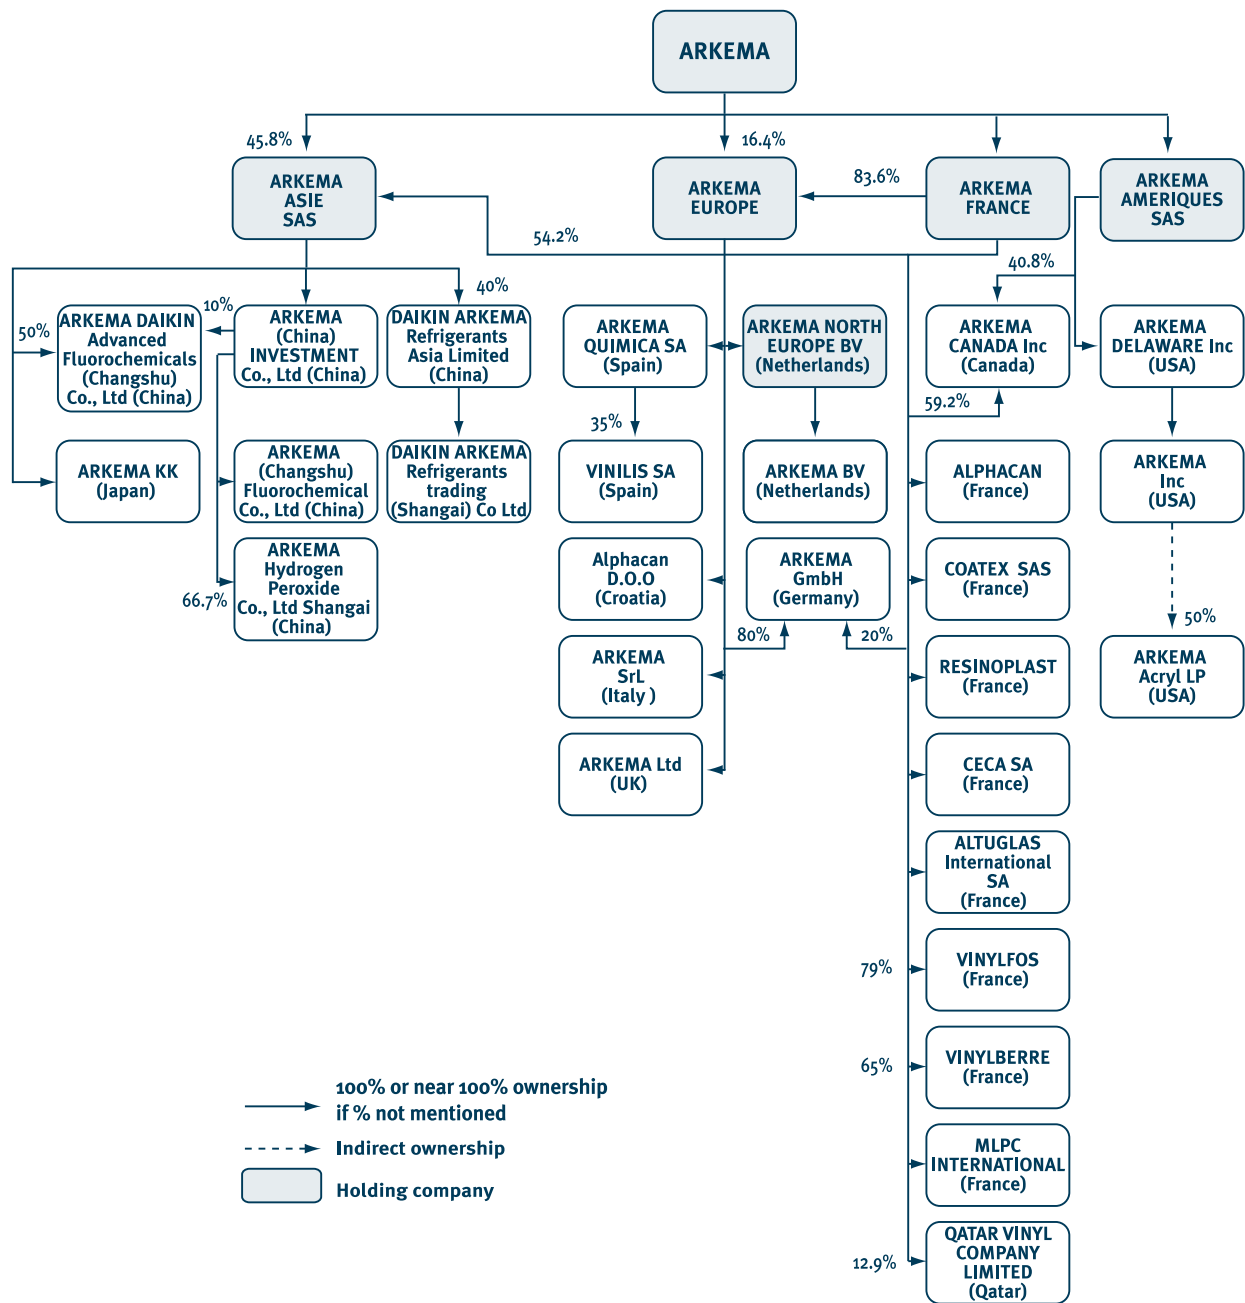 ARKEMA
45.8%
16.4%
ARKEMA
ASIE
SAS
ARKEMA
EUROPE
83.6%
ARKEMA
FRANCE
ARKEMA
AMERIQUES
SAS
54.2%
40.8%
50%
ARKEMA DAIKIN
Advanced
Fluorochemicals
(Changshu)
Co., Ltd (China)
10%
ARKEMA
(China)
INVESTMENT
Co., Ltd (China)
40%
DAIKIN ARKEMA
Refrigerants
Asia Limited
(China)
ARKEMA
QUIMICA SA
(Spain)
ARKEMA NORTH
EUROPE BV
(Netherlands)
ARKEMA
CANADA Inc
(Canada)
ARKEMA
DELAWARE Inc
(USA)
35%
59.2%
ARKEMA KK
(Japan)
ARKEMA
(Changshu)
Fluorochemical
Co., Ltd (China)
DAIKIN ARKEMA
Refrigerants
trading
(Shangai) Co Ltd
VINILIS SA
(Spain)
ARKEMA BV
(Netherlands)
ALPHACAN
(France)
ARKEMA
Inc
(USA)
66.7%
ARKEMA
Hydrogen
Peroxide
Co., Ltd Shangai
(China)
Alphacan
D.O.O
(Croatia)
ARKEMA
GmbH
(Germany)
COATEX SAS
(France)
80%
20%
50%
ARKEMA
SrL
(Italy )
RESINOPLAST
(France)
ARKEMA
Acryl LP
(USA)
ARKEMA Ltd
(UK)
CECA SA
(France)
ALTUGLAS
International
SA
(France)
79%
VINYLFOS
(France)
65%
VINYLBERRE
(France)
MLPC
INTERNATIONAL
(France)
12.9%
QATAR VINYL
COMPANY
LIMITED
(Qatar)
100% or near 100% ownership
if % not mentioned
Indirect ownership
Holding company